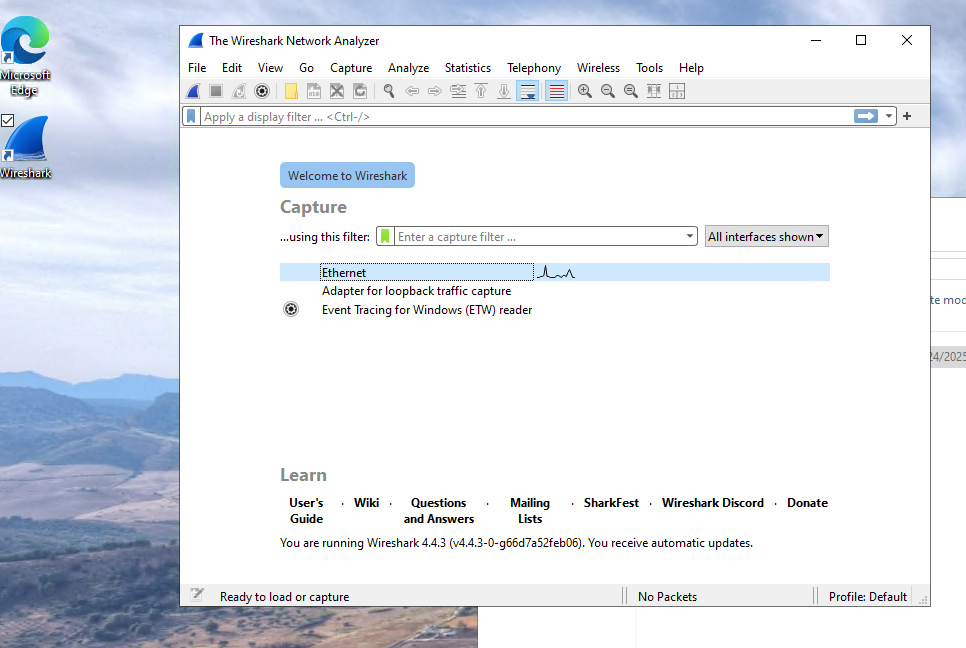 Microsoft
Edge
Wireshark
The Wireshark Network Analyzer
File Edit View Go Capture Analyze Statistics Telephony Wireless Tools Help
Apply a display filter ... <Ctrl-/>
Welcome to Wireshark
Capture
...using this filter: Enter a capture filter ... All interfaces shown
Ethernet
Adapter for loopback traffic capture
Event Tracing for Windows (ETW) reader
Learn
User's Guide · Wiki · Questions and Answers · Mailing Lists · SharkFest · Wireshark Discord · Donate
You are running Wireshark 4.4.3 (v4.4.3-0-g66d7a52feb06). You receive automatic updates.
Ready to load or capture No Packets Profile: Default
24/2025